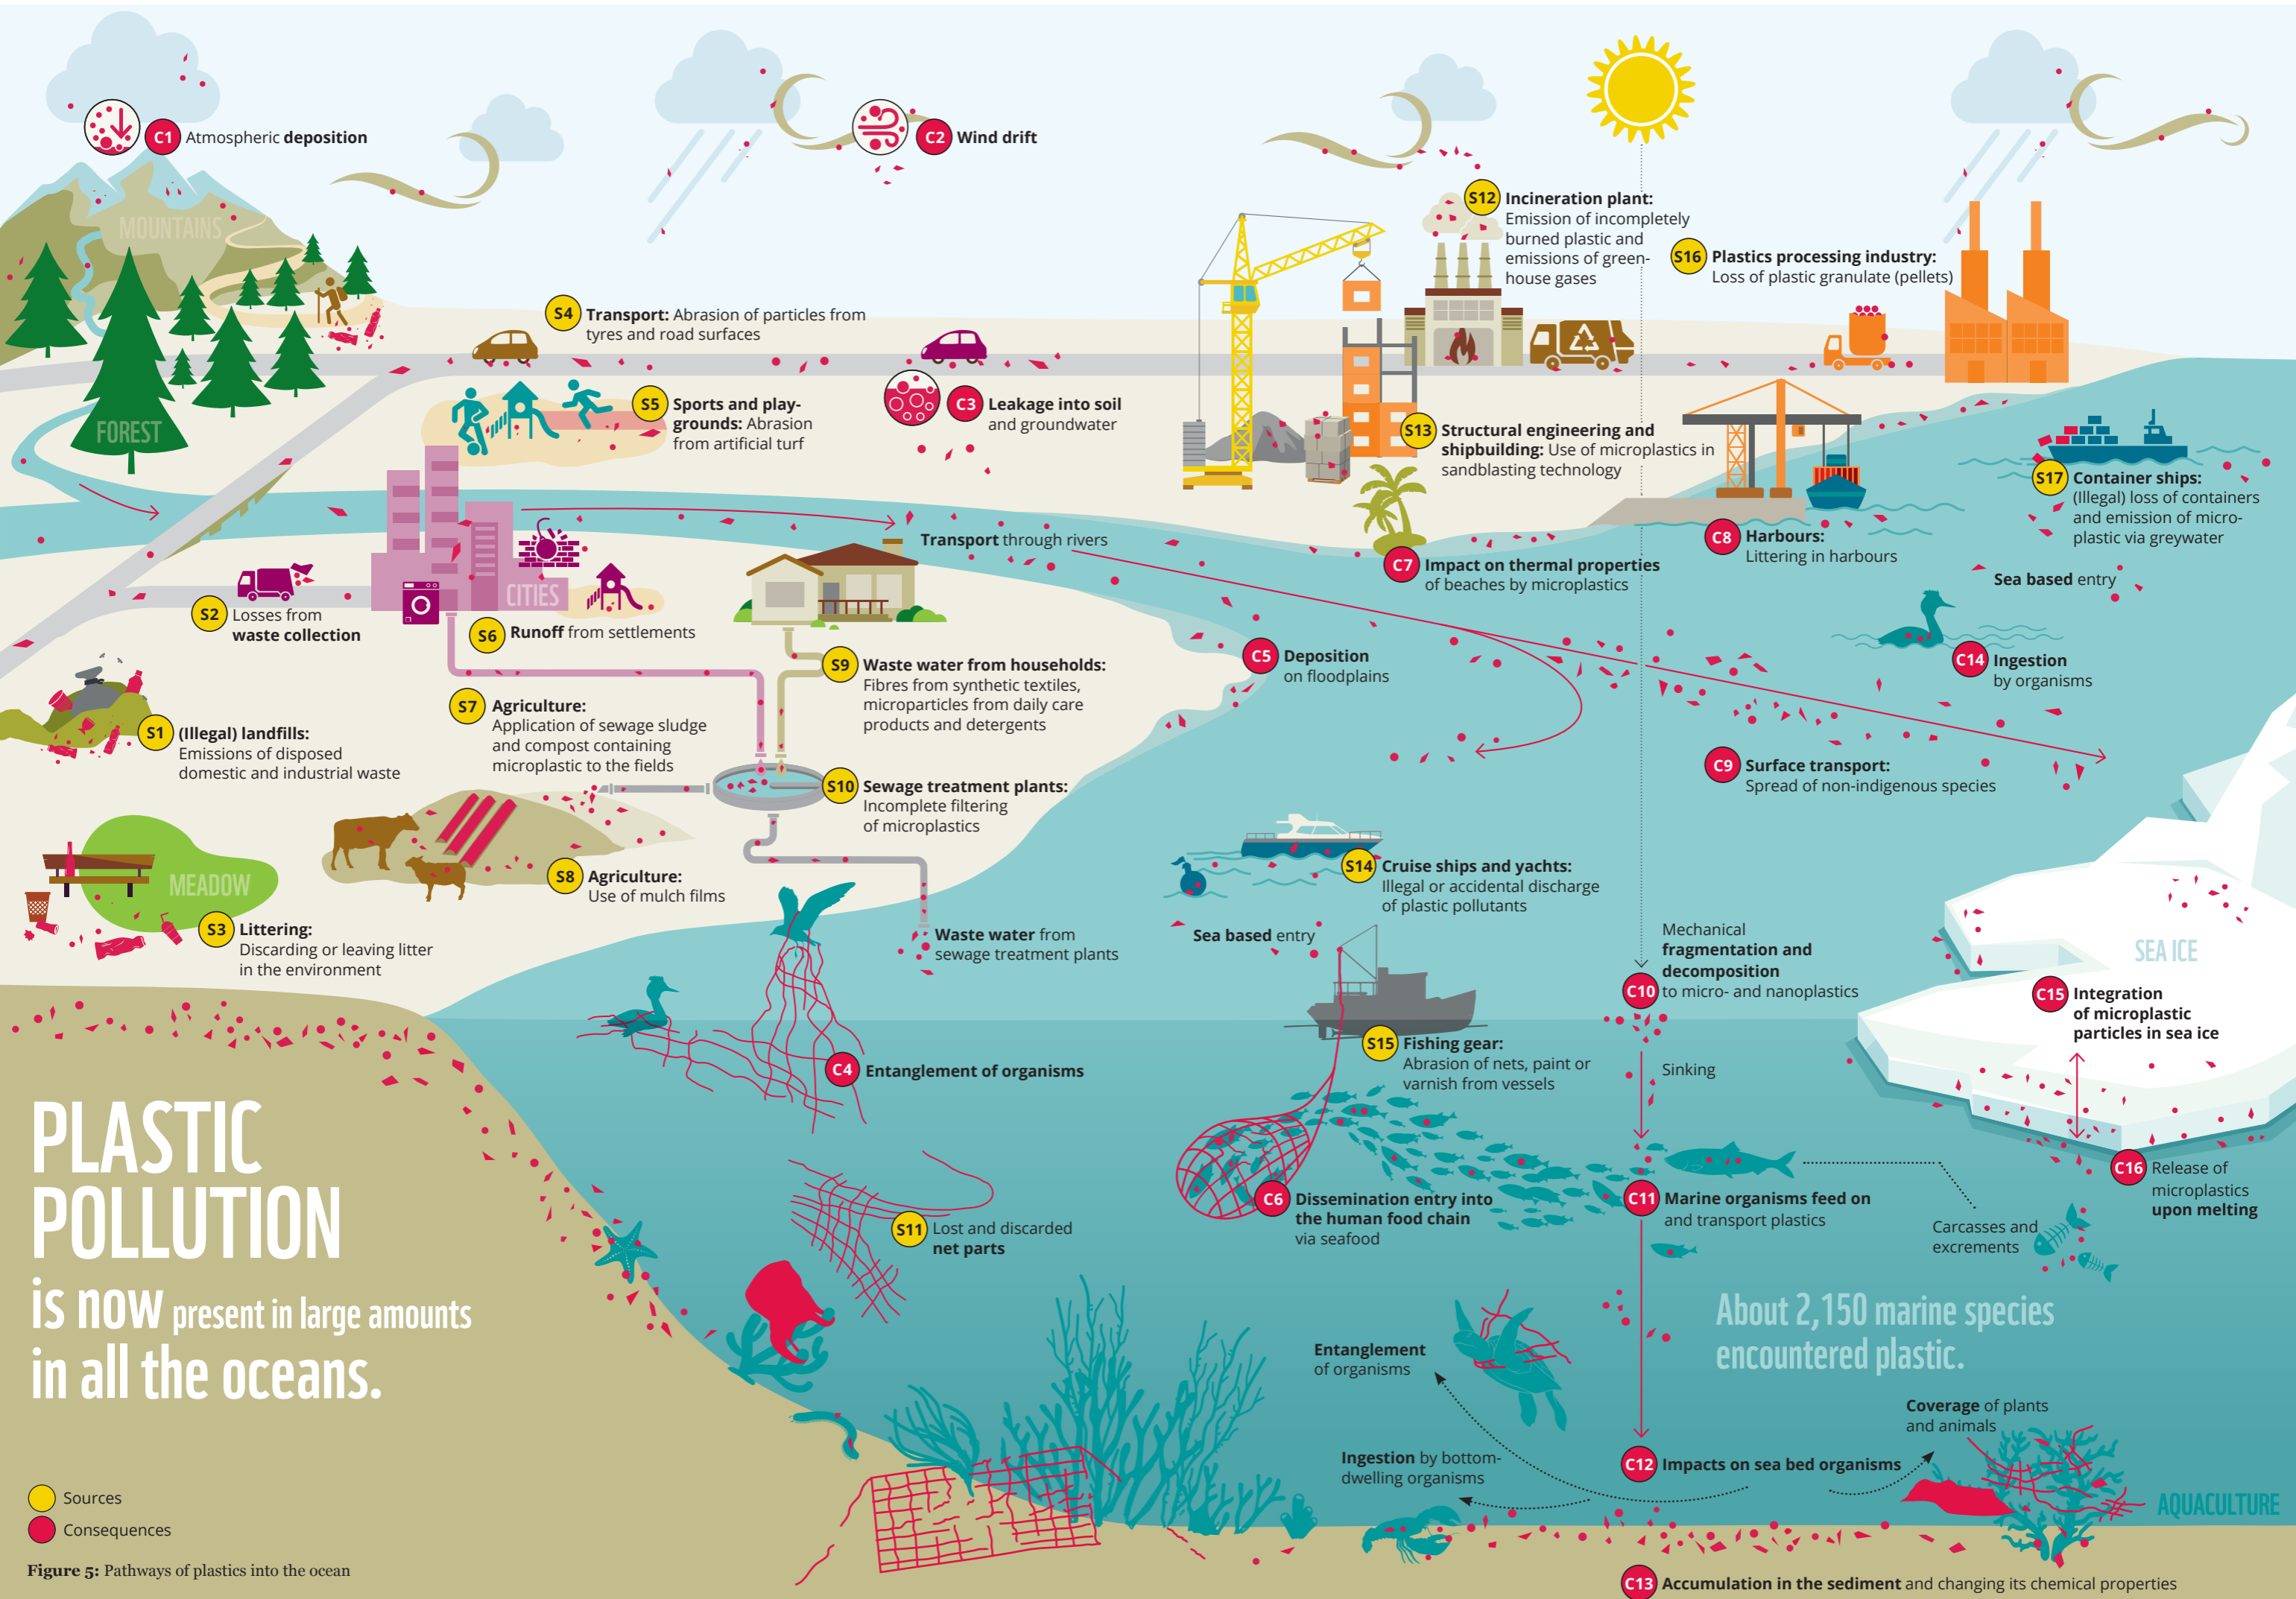 C1 Atmospheric deposition
C2 Wind drift
MOUNTAINS
S12 Incineration plant:
Emission of incompletely
burned plastic and
emissions of green-
house gases
S16 Plastics processing industry:
Loss of plastic granulate (pellets)
S4 Transport: Abrasion of particles from
tyres and road surfaces
FOREST
S5 Sports and play-
grounds: Abrasion
from artificial turf
C3 Leakage into soil
and groundwater
S13 Structural engineering and
shipbuilding: Use of microplastics in
sandblasting technology
S17 Container ships:
(Illegal) loss of containers
and emission of micro-
plastic via greywater
Transport through rivers
C7 Impact on thermal properties
of beaches by microplastics
C8 Harbours:
Littering in harbours
Sea based entry
CITIES
S2 Losses from
waste collection
S6 Runoff from settlements
S9 Waste water from households:
Fibres from synthetic textiles,
microparticles from daily care
products and detergents
C5 Deposition
on floodplains
C14 Ingestion
by organisms
S1 (Illegal) landfills:
Emissions of disposed
domestic and industrial waste
S7 Agriculture:
Application of sewage sludge
and compost containing
microplastic to the fields
S10 Sewage treatment plants:
Incomplete filtering
of microplastics
C9 Surface transport:
Spread of non-indigenous species
MEADOW
S8 Agriculture:
Use of mulch films
S14 Cruise ships and yachts:
Illegal or accidental discharge
of plastic pollutants
S3 Littering:
Discarding or leaving litter
in the environment
Waste water from
sewage treatment plants
Sea based entry
Mechanical
fragmentation and
decomposition
C10 to micro- and nanoplastics
SEA ICE
C15 Integration
of microplastic
particles in sea ice
C4 Entanglement of organisms
S15 Fishing gear:
Abrasion of nets, paint or
varnish from vessels
Sinking
PLASTIC
POLLUTION
is now present in large amounts
in all the oceans.
S11 Lost and discarded
net parts
C6 Dissemination entry into
the human food chain
via seafood
C11 Marine organisms feed on
and transport plastics
C16 Release of
microplastics
upon melting
Carcasses and
excrements
About 2,150 marine species
encountered plastic.
Entanglement
of organisms
Coverage of plants
and animals
Ingestion by bottom-
dwelling organisms
C12 Impacts on sea bed organisms
AQUACULTURE
Sources
Consequences
Figure 5: Pathways of plastics into the ocean
C13 Accumulation in the sediment and changing its chemical properties